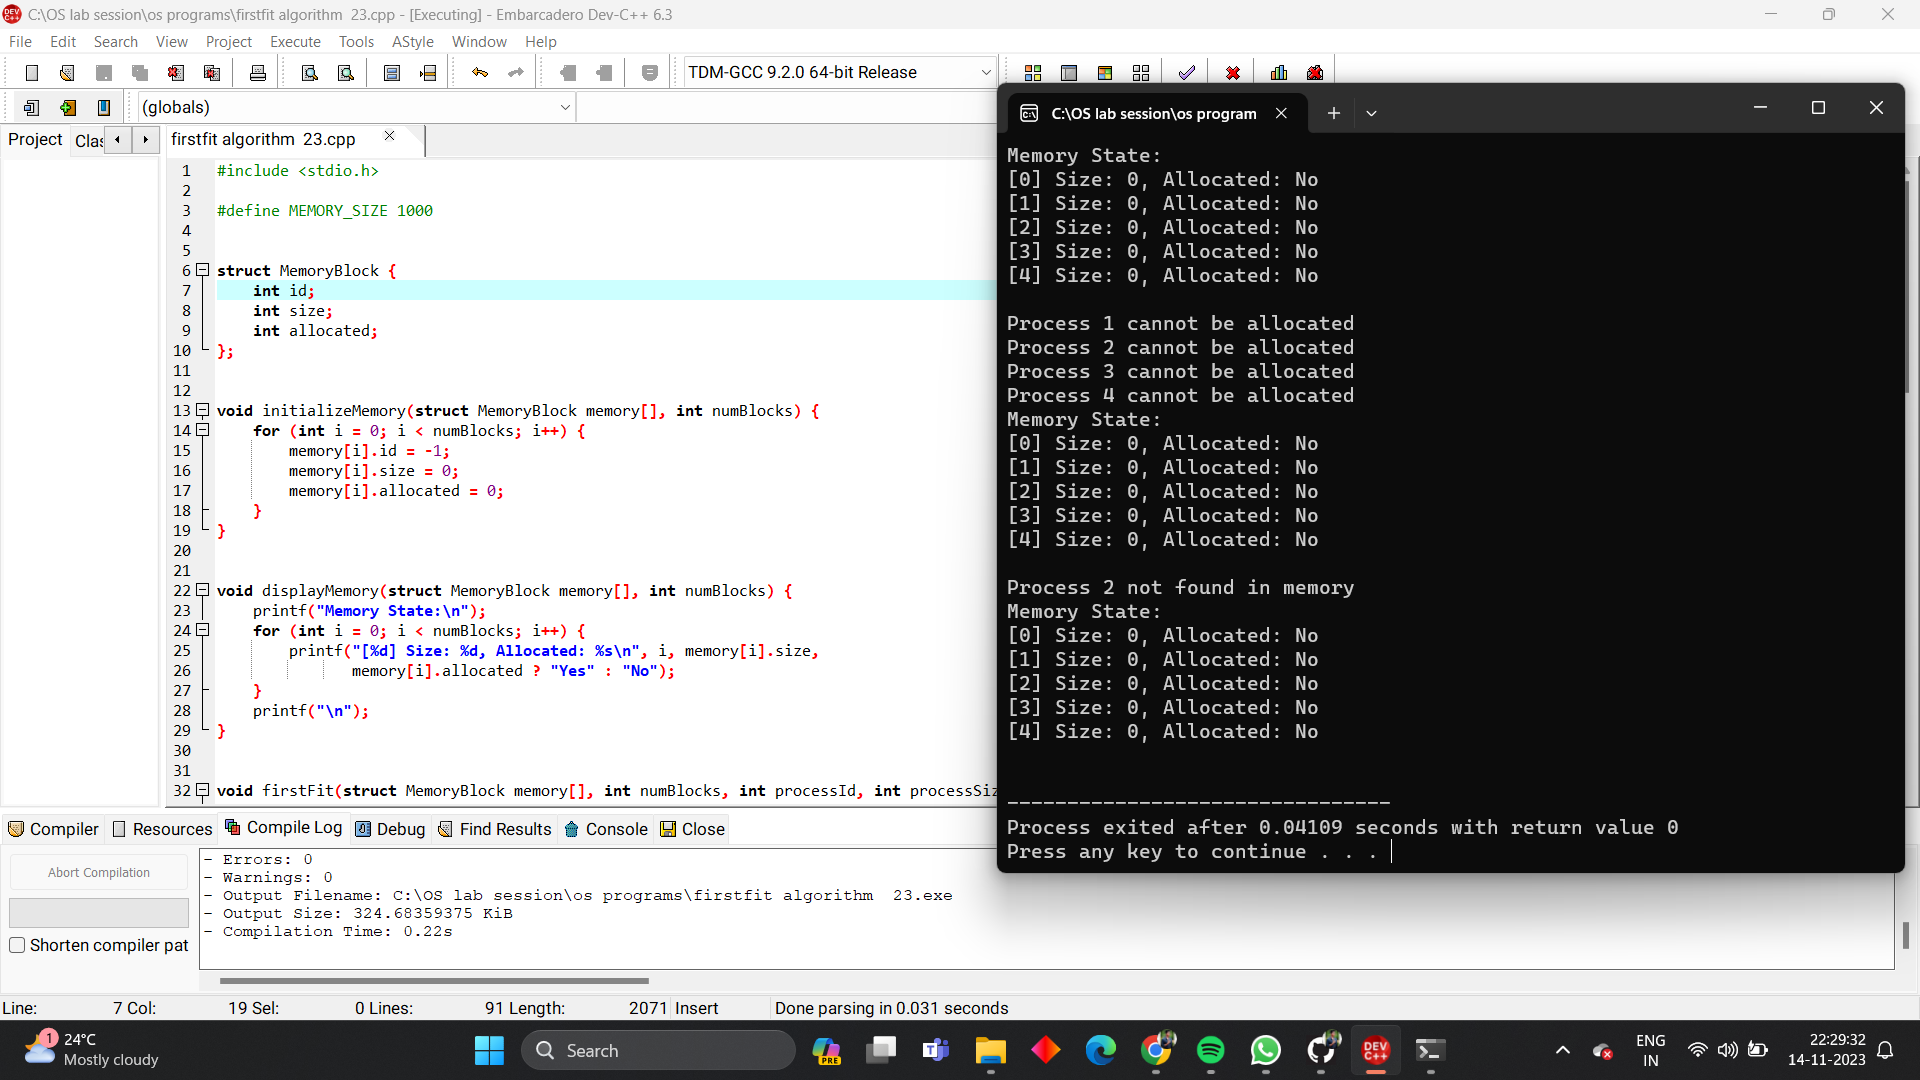 C:\OS lab session\os programs\firstfit algorithm  23.cpp - [Executing] - Embarcadero Dev-C++ 6.3
File Edit Search View Project Execute Tools AStyle Window Help
TDM-GCC 9.2.0 64-bit Release
(globals)
Project Clas
firstfit algorithm  23.cpp
1 #include <stdio.h>
2
3 #define MEMORY_SIZE 1000
4
5
6 struct MemoryBlock {
7     int id;
8     int size;
9     int allocated;
10 };
11
12
13 void initializeMemory(struct MemoryBlock memory[], int numBlocks) {
14     for (int i = 0; i < numBlocks; i++) {
15         memory[i].id = -1;
16         memory[i].size = 0;
17         memory[i].allocated = 0;
18     }
19 }
20
21
22 void displayMemory(struct MemoryBlock memory[], int numBlocks) {
23     printf("Memory State:\n");
24     for (int i = 0; i < numBlocks; i++) {
25         printf("[%d] Size: %d, Allocated: %s\n", i, memory[i].size,
26                memory[i].allocated ? "Yes" : "No");
27     }
28     printf("\n");
29 }
30
31
32 void firstFit(struct MemoryBlock memory[], int numBlocks, int processId, int processSiz
C:\OS lab session\os program
Memory State:
[0] Size: 0, Allocated: No
[1] Size: 0, Allocated: No
[2] Size: 0, Allocated: No
[3] Size: 0, Allocated: No
[4] Size: 0, Allocated: No
Process 1 cannot be allocated
Process 2 cannot be allocated
Process 3 cannot be allocated
Process 4 cannot be allocated
Memory State:
[0] Size: 0, Allocated: No
[1] Size: 0, Allocated: No
[2] Size: 0, Allocated: No
[3] Size: 0, Allocated: No
[4] Size: 0, Allocated: No
Process 2 not found in memory
Memory State:
[0] Size: 0, Allocated: No
[1] Size: 0, Allocated: No
[2] Size: 0, Allocated: No
[3] Size: 0, Allocated: No
[4] Size: 0, Allocated: No
--------------------------------
Process exited after 0.04109 seconds with return value 0
Press any key to continue . . .
Compiler Resources Compile Log Debug Find Results Console Close
Abort Compilation
Shorten compiler pat
- Errors: 0
- Warnings: 0
- Output Filename: C:\OS lab session\os programs\firstfit algorithm  23.exe
- Output Size: 324.68359375 KiB
- Compilation Time: 0.22s
Line: 7 Col: 19 Sel: 0 Lines: 91 Length: 2071 Insert Done parsing in 0.031 seconds
1
24°C
Mostly cloudy
Search
PRE
DEV C++
ENG
IN
22:29:32
14-11-2023